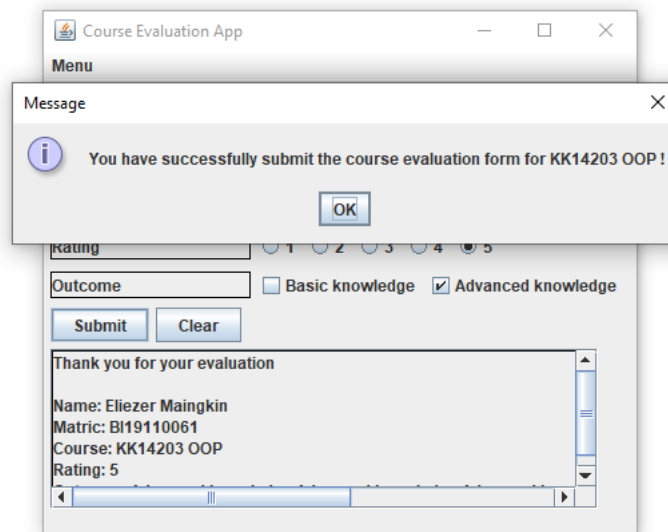 Course Evaluation App
Menu
Message
You have successfully submit the course evaluation form for KK14203 OOP !
OK
Rating 1 2 3 4 5
Outcome Basic knowledge Advanced knowledge
Submit Clear
Thank you for your evaluation
Name: Eliezer Maingkin
Matric: BI19110061
Course: KK14203 OOP
Rating: 5